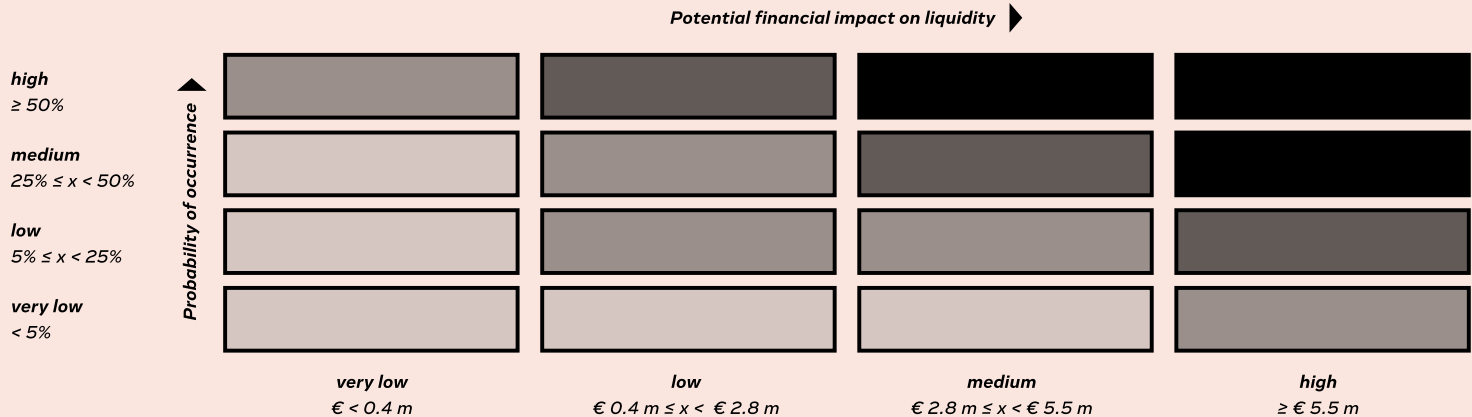 Potential financial impact on liquidity
Probability of occurrence
high
≥ 50%
medium
25% ≤ x < 50%
low
5% ≤ x < 25%
very low
< 5%
very low
€ < 0.4 m
low
€ 0.4 m ≤ x < € 2.8 m
medium
€ 2.8 m ≤ x < € 5.5 m
high
≥ € 5.5 m